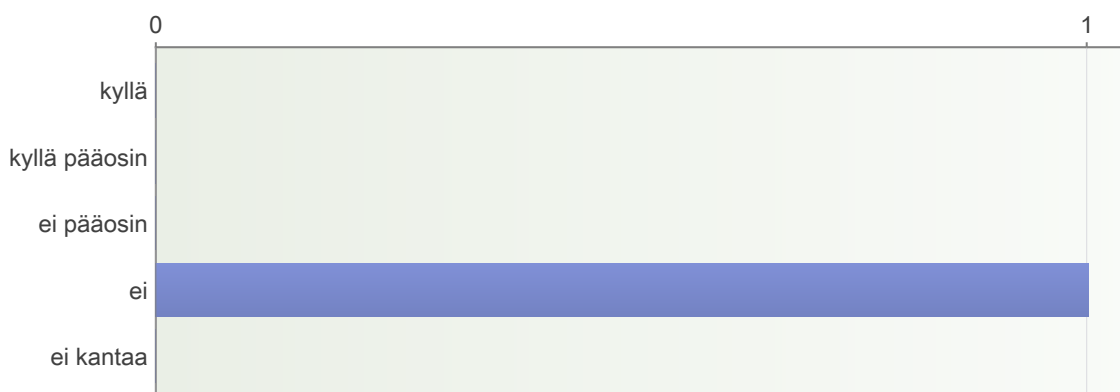 0 1
kyllä
kyllä pääosin
ei pääosin
ei
ei kantaa